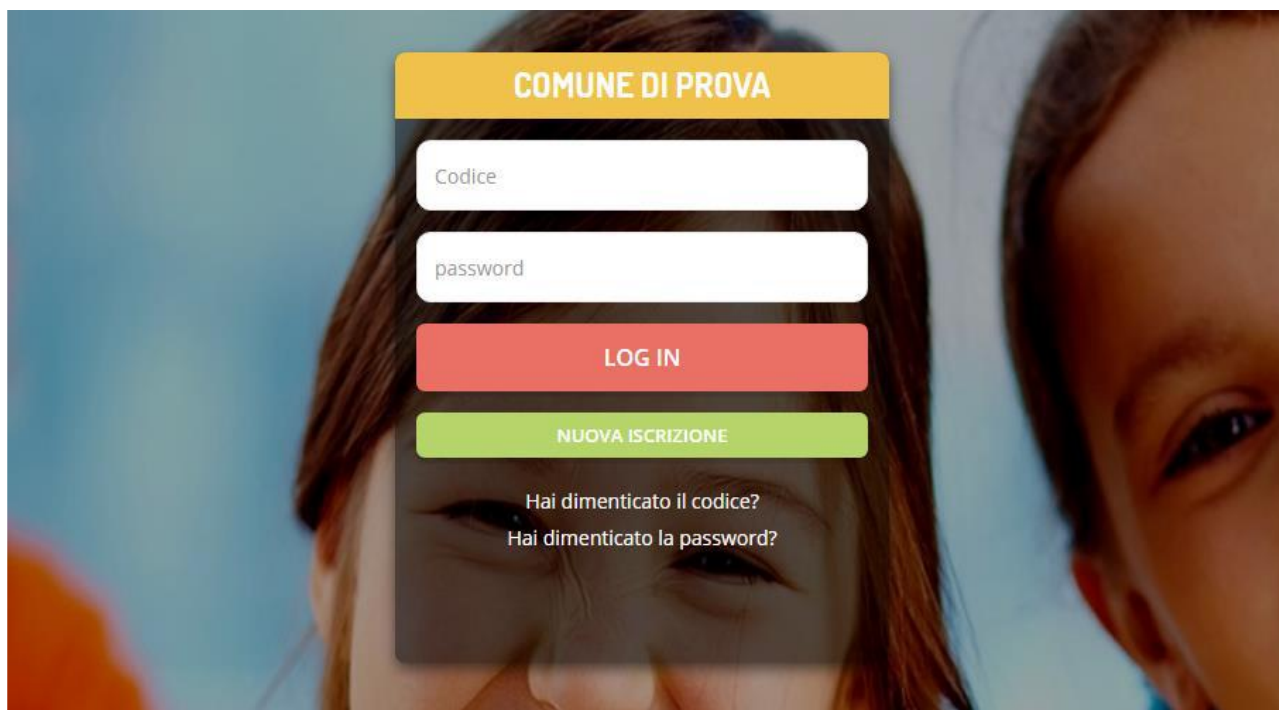 COMUNE DI PROVA
Codice
password
LOG IN
NUOVA ISCRIZIONE
Hai dimenticato il codice?
Hai dimenticato la password?